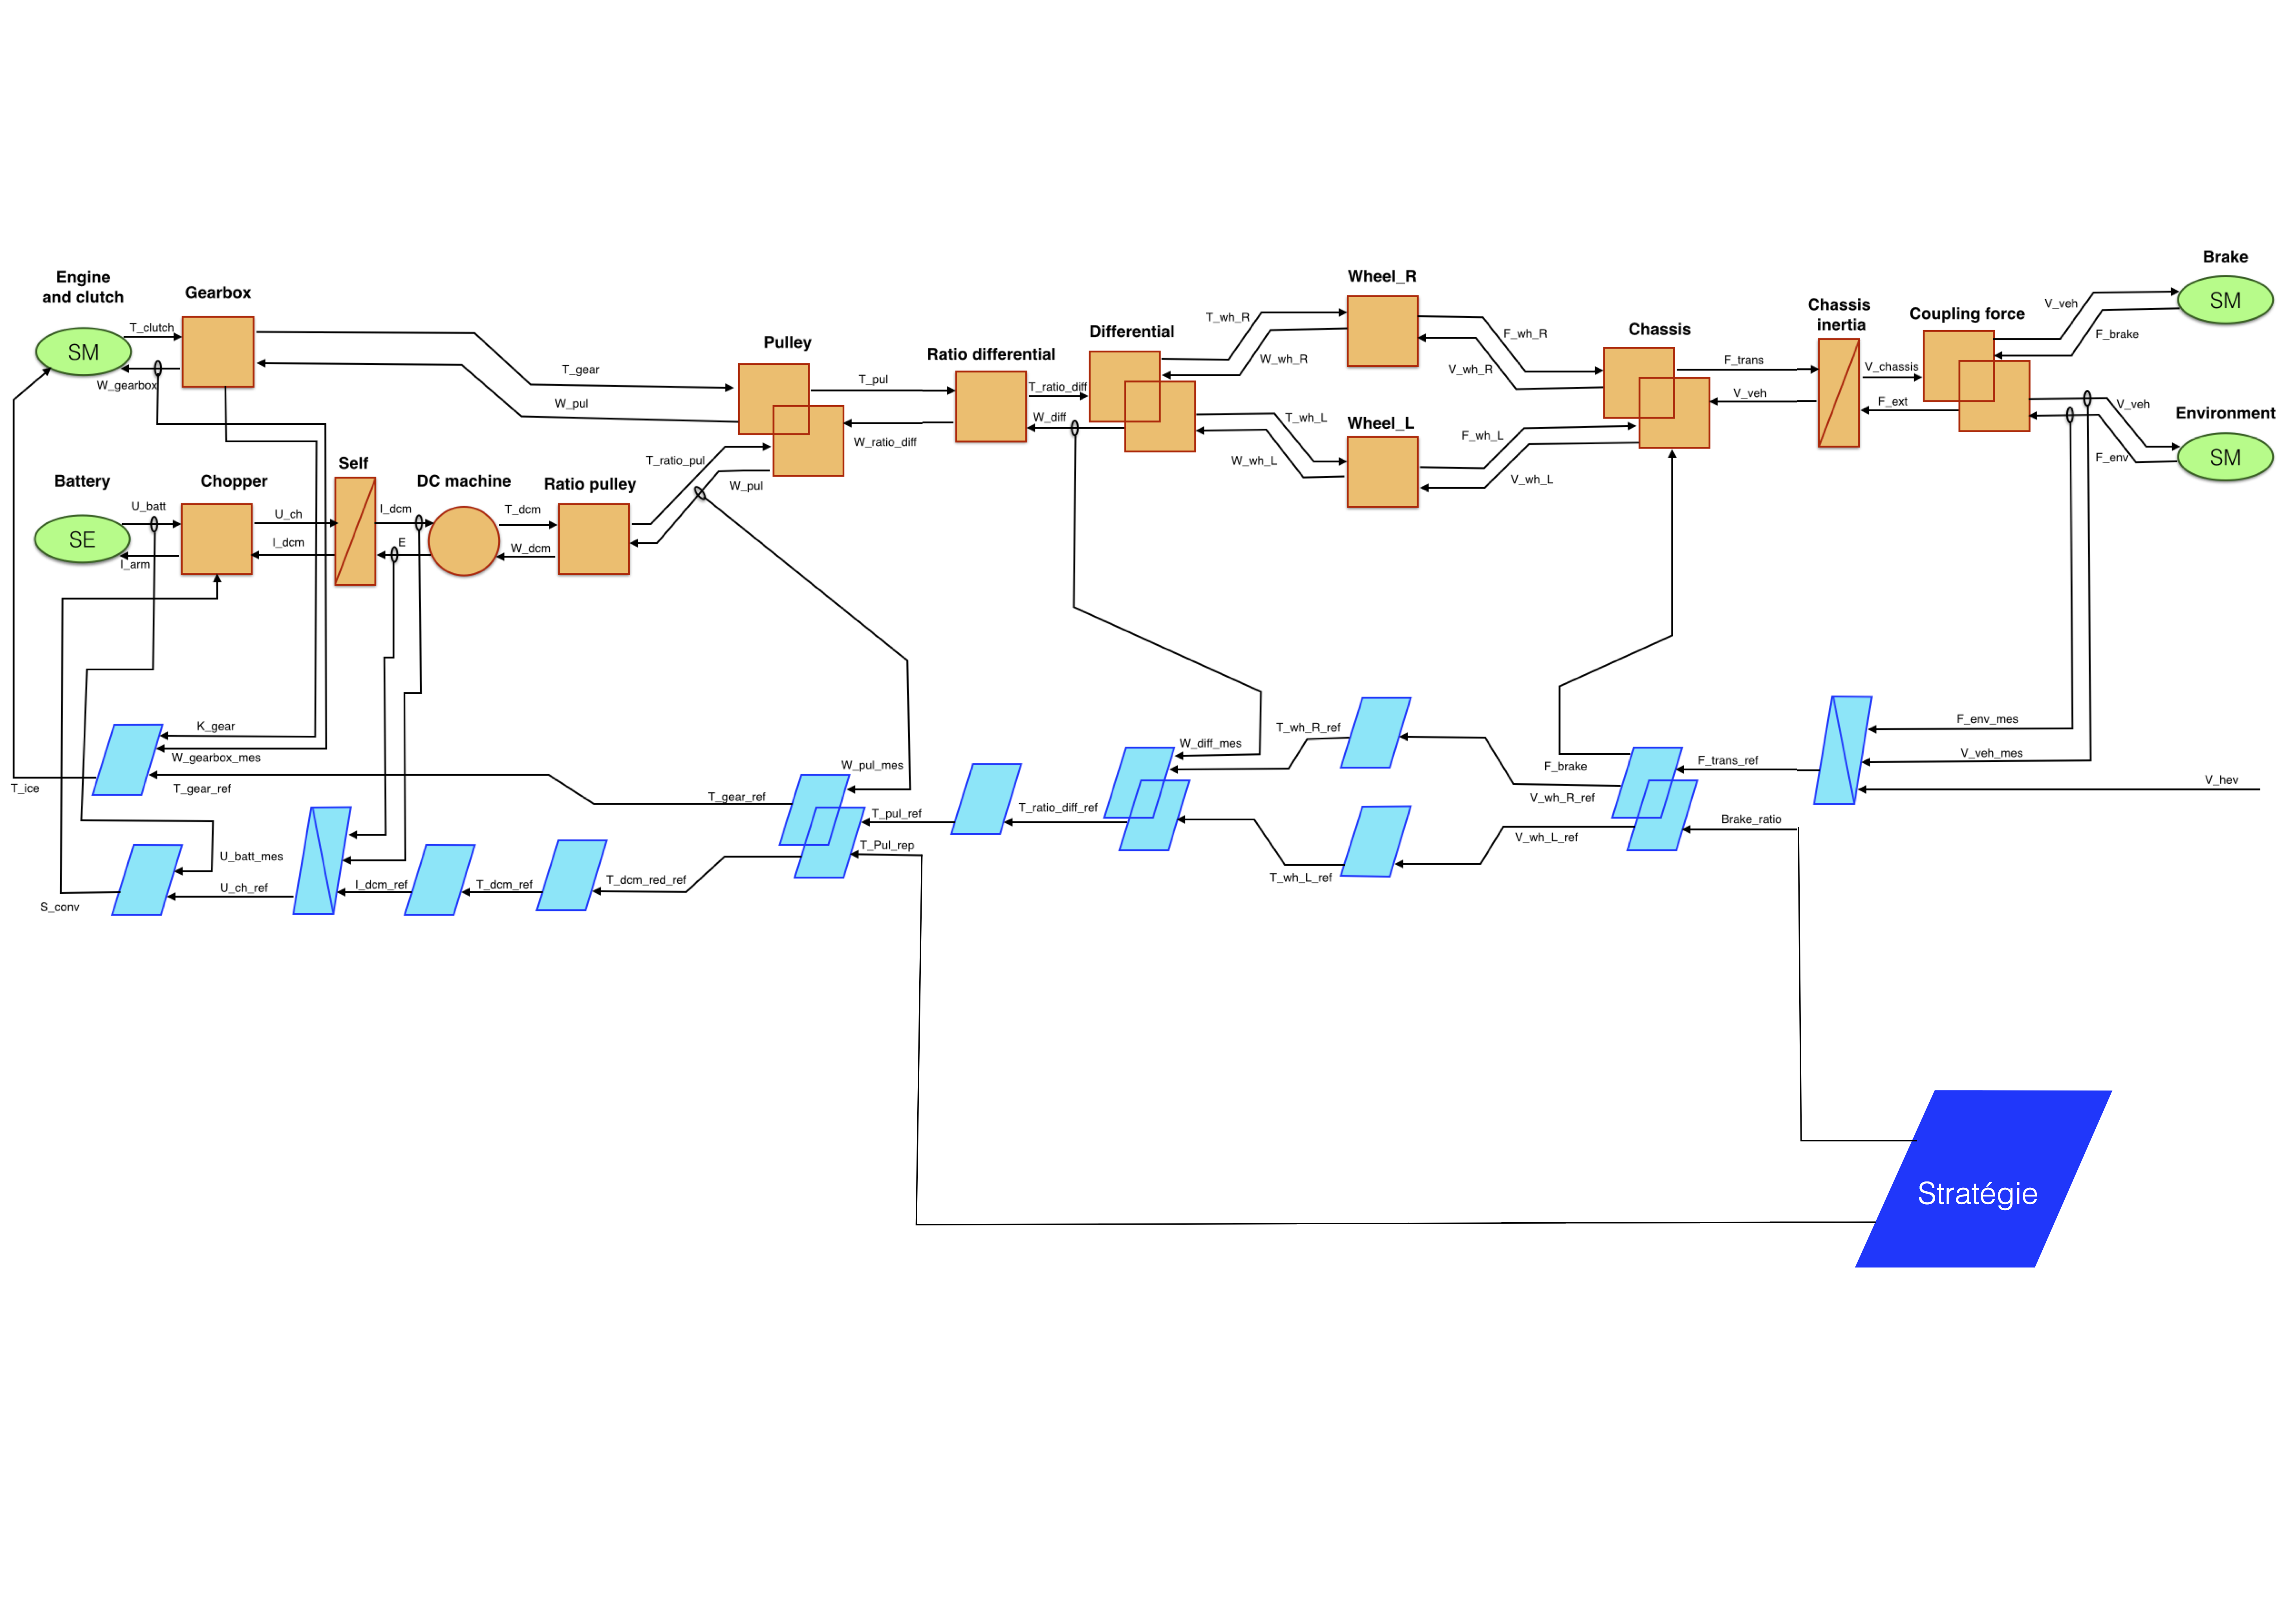 Brake
Engine
and clutch
Gearbox
Wheel_R
Chassis
inertia
Coupling force
V_veh
SM
T_clutch
SM
W_gearbox
Pulley
Ratio differential
Differential
T_wh_R
W_wh_R
F_wh_R
V_wh_R
Chassis
F_trans
V_chassis
F_brake
T_gear
W_pul
T_pul
T_ratio_diff
W_diff
W_ratio_diff
T_wh_L
W_wh_L
Wheel_L
F_wh_L
V_wh_L
V_veh
F_ext
V_veh
Environment
F_env
SM
Battery
Chopper
Self
DC machine
Ratio pulley
T_ratio_pul
W_pul
U_batt
U_ch
I_dcm
T_dcm
SE
I_dcm
E
W_dcm
I_arm
K_gear
W_gearbox_mes
T_ice
T_gear_ref
T_gear_ref
W_pul_mes
T_pul_ref
T_Pul_rep
T_ratio_diff_ref
W_diff_mes
T_wh_R_ref
T_wh_L_ref
F_brake
V_wh_R_ref
V_wh_L_ref
F_trans_ref
Brake_ratio
F_env_mes
V_veh_mes
V_hev
U_batt_mes
U_ch_ref
I_dcm_ref
T_dcm_ref
T_dcm_red_ref
S_conv
Stratégie